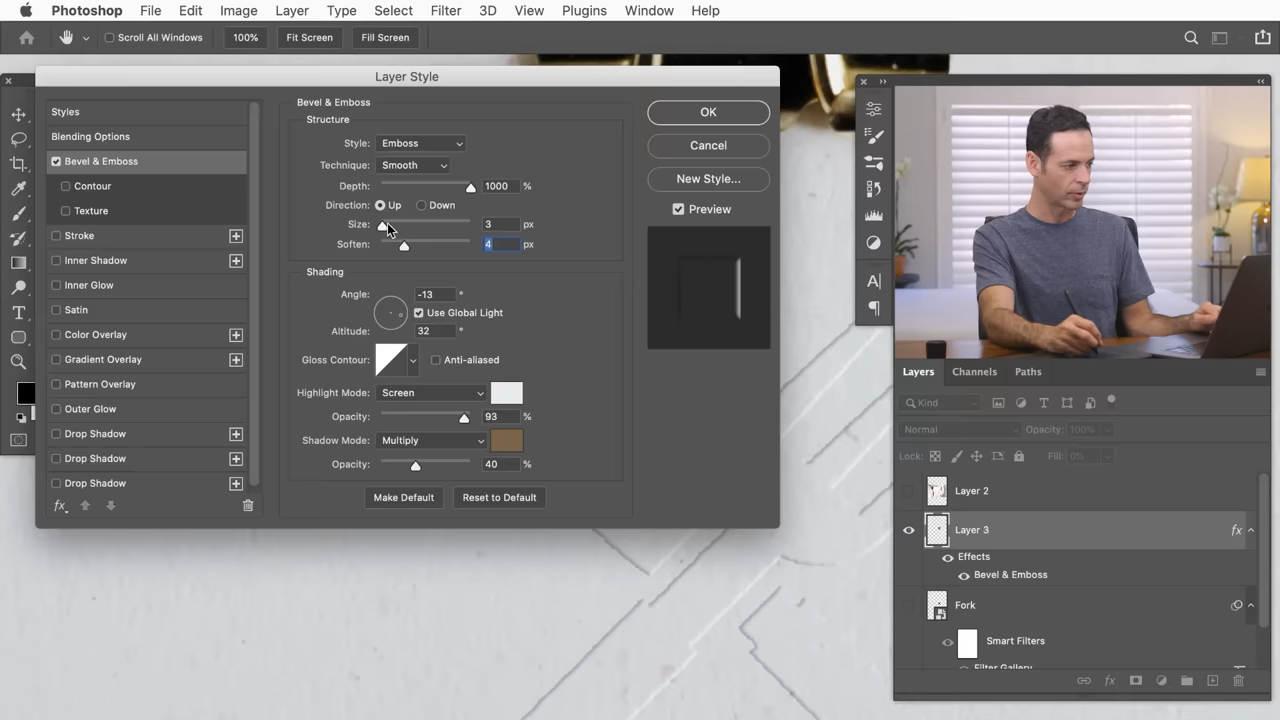 Photoshop File Edit Image Layer Type Select Filter 3D View Plugins Window Help
Scroll All Windows 100% Fit Screen Fill Screen
Layer Style
Styles
Blending Options
Bevel & Emboss
Contour
Texture
Stroke
Inner Shadow
Inner Glow
Satin
Color Overlay
Gradient Overlay
Pattern Overlay
Outer Glow
Drop Shadow
Drop Shadow
Drop Shadow
fx
Bevel & Emboss
Structure
Style: Emboss
Technique: Smooth
Depth: 1000 %
Direction: Up Down
Size: 3 px
Soften: 4 px
Shading
Angle: -13 °
Use Global Light
Altitude: 32 °
Gloss Contour: Anti-aliased
Highlight Mode: Screen
Opacity: 93 %
Shadow Mode: Multiply
Opacity: 40 %
Make Default Reset to Default
OK
Cancel
New Style...
Preview
Layers Channels Paths
Kind
Normal Opacity: 100%
Lock: Fill: 0%
Layer 2
Layer 3 fx
Effects
Bevel & Emboss
Fork
Smart Filters
Filter Gallery
fx